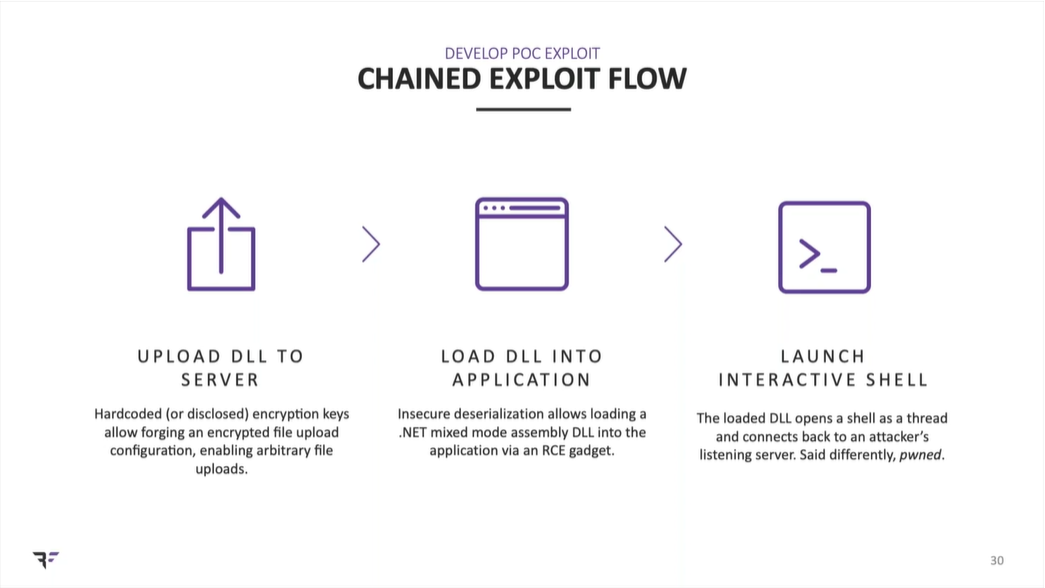 DEVELOP POC EXPLOIT
CHAINED EXPLOIT FLOW
UPLOAD DLL TO
SERVER
Hardcoded (or disclosed) encryption keys
allow forging an encrypted file upload
configuration, enabling arbitrary file
uploads.
LOAD DLL INTO
APPLICATION
Insecure deserialization allows loading a
.NET mixed mode assembly DLL into the
application via an RCE gadget.
LAUNCH
INTERACTIVE SHELL
The loaded DLL opens a shell as a thread
and connects back to an attacker’s
listening server. Said differently, pwned.
30